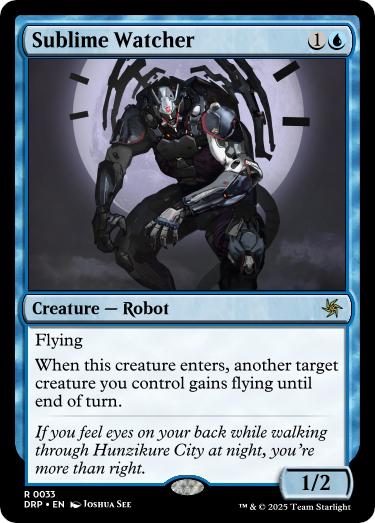 Sublime Watcher
1
Creature — Robot
Flying
When this creature enters, another target
creature you control gains flying until
end of turn.
If you feel eyes on your back while walking
through Hunzikure City at night, you're
more than right.
1/2
R 0033
DRP • EN Joshua See
™ & © 2025 Team Starlight